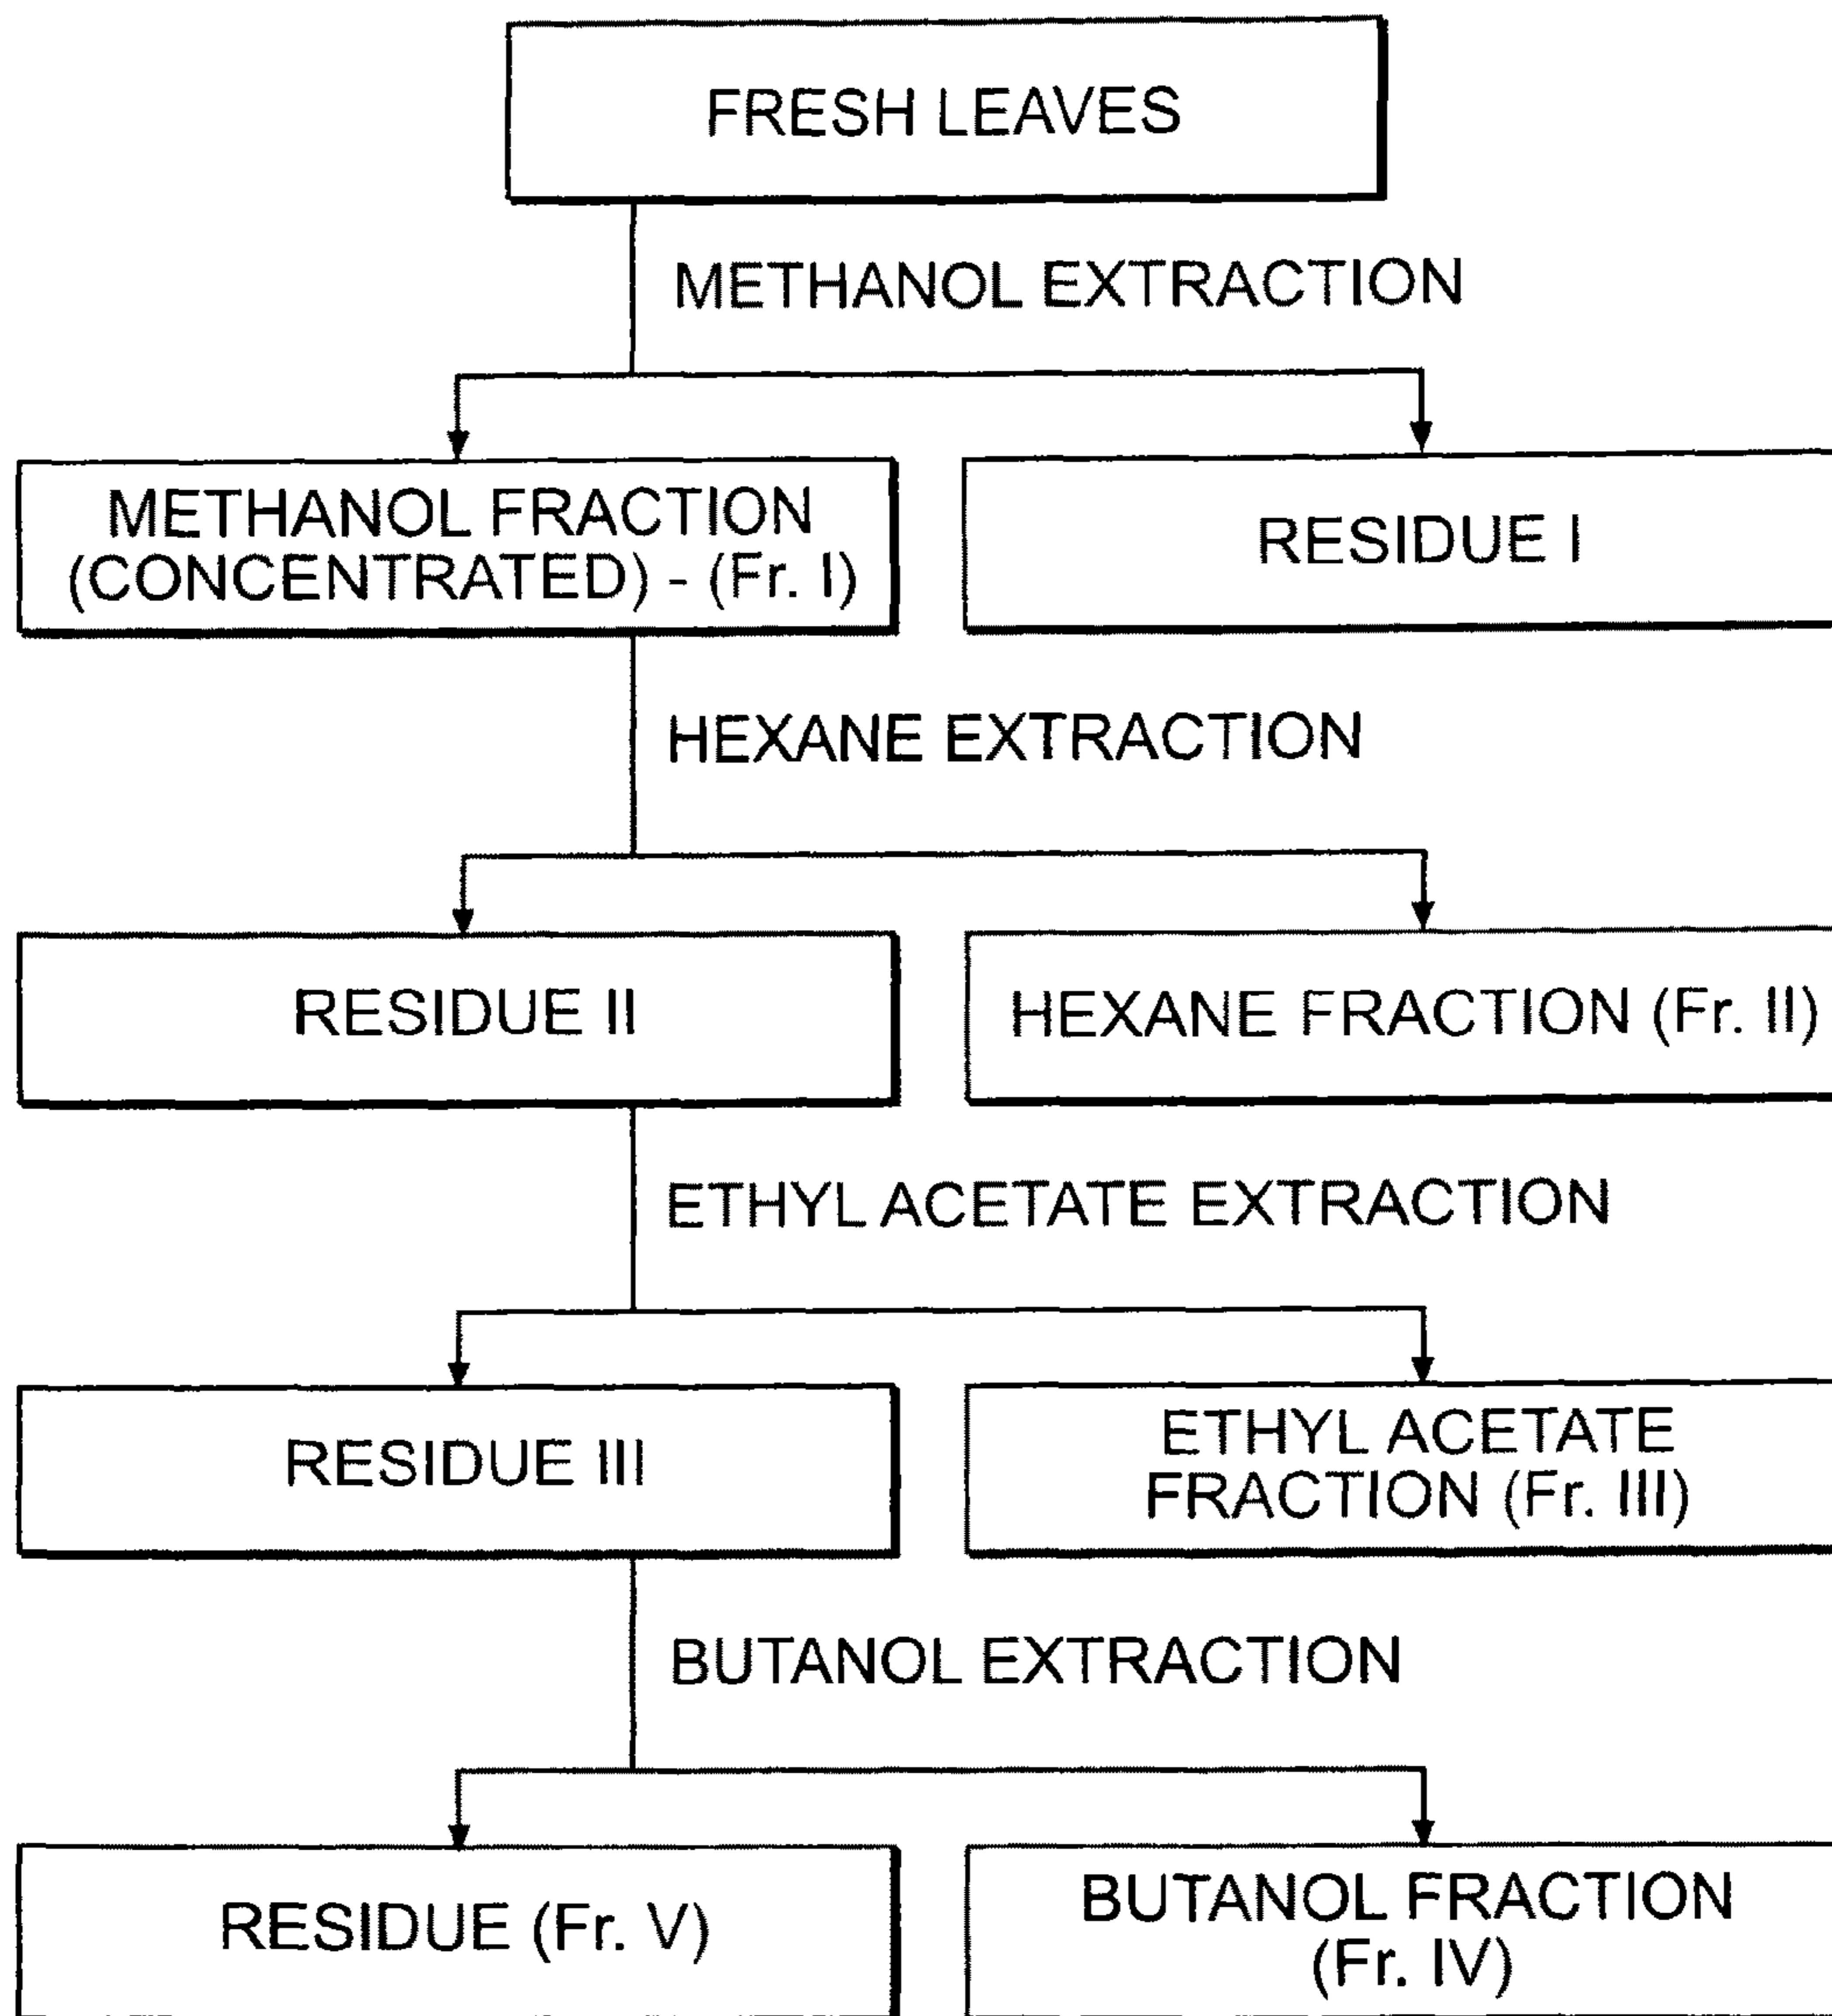 FRESH LEAVES
METHANOL EXTRACTION
METHANOL FRACTION
(CONCENTRATED) - (Fr. I)
RESIDUE I
HEXANE EXTRACTION
RESIDUE II
HEXANE FRACTION (Fr. II)
ETHYL ACETATE EXTRACTION
RESIDUE III
ETHYL ACETATE
FRACTION (Fr. III)
BUTANOL EXTRACTION
RESIDUE (Fr. V)
BUTANOL FRACTION
(Fr. IV)